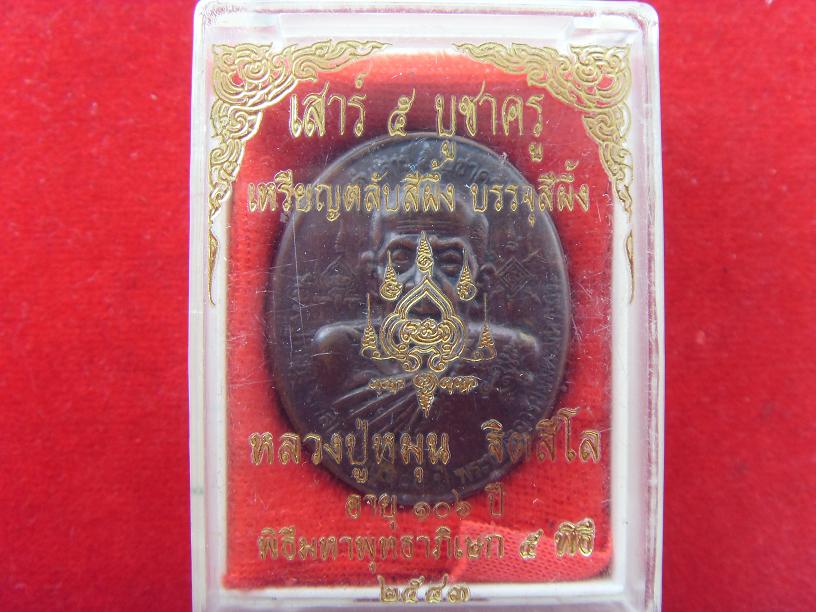 เสาร์ ๕ บูชาครู
เหรียญตลับสีผึ้ง บรรจุสีผึ้ง
หลวงปู่หมุน ฐิตสีโล
อายุ ๑๐๖ ปี
พิธีมหาพุทธาภิเษก ๕ พิธี
๒๕๔๓